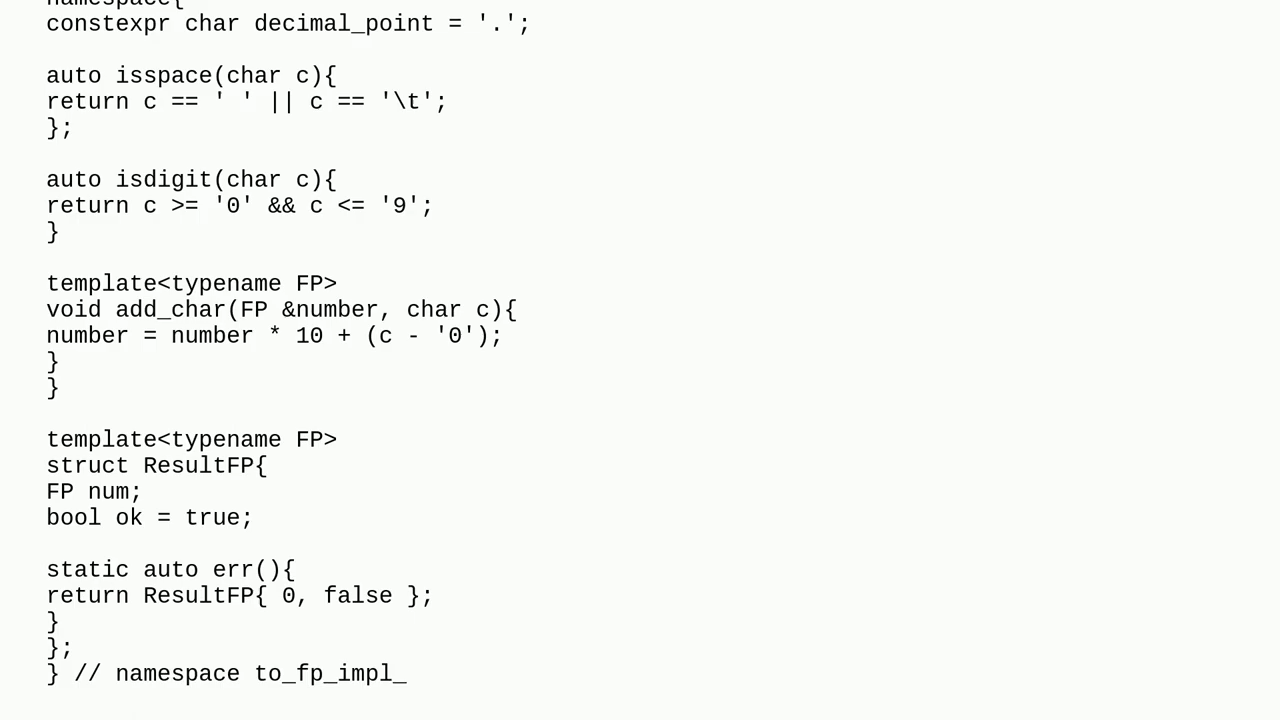 namespace{
constexpr char decimal_point = '.';
auto isspace(char c){
return c == ' ' || c == '\t';
};
auto isdigit(char c){
return c >= '0' && c <= '9';
}
template<typename FP>
void add_char(FP &number, char c){
number = number * 10 + (c - '0');
}
}
template<typename FP>
struct ResultFP{
FP num;
bool ok = true;
static auto err(){
return ResultFP{ 0, false };
}
};
} // namespace to_fp_impl_